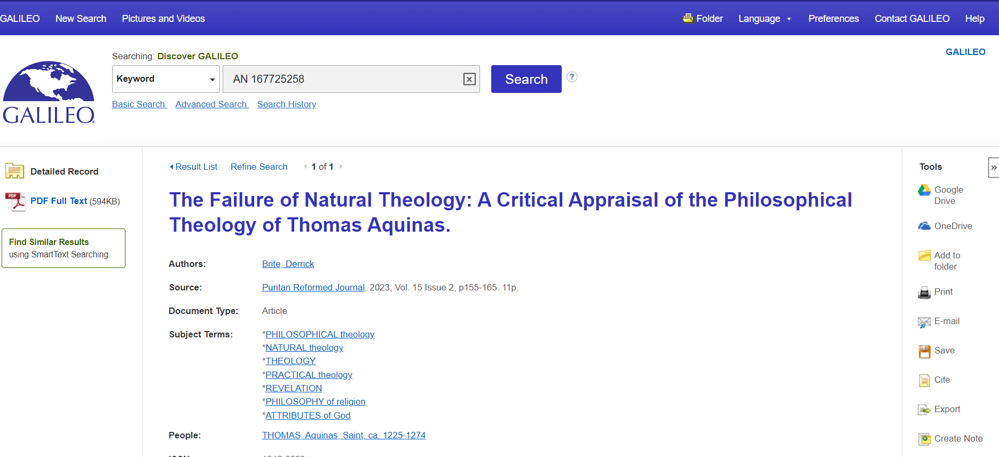 GALILEO New Search Pictures and Videos Folder Language Preferences Contact GALILEO Help
Searching: Discover GALILEO
GALILEO
Keyword AN 167725258 Search ?
Basic Search Advanced Search Search History
GALILEO®
Detailed Record
PDF PDF Full Text (594KB)
Find Similar Results
using SmartText Searching.
Result List Refine Search 1 of 1
The Failure of Natural Theology: A Critical Appraisal of the Philosophical
Theology of Thomas Aquinas.
Authors: Brite, Derrick
Source: Puritan Reformed Journal. 2023, Vol. 15 Issue 2, p155-165. 11p.
Document Type: Article
Subject Terms: *PHILOSOPHICAL theology
*NATURAL theology
*THEOLOGY
*PRACTICAL theology
*REVELATION
*PHILOSOPHY of religion
*ATTRIBUTES of God
People: THOMAS, Aquinas, Saint, ca. 1225-1274
Tools »
Google
Drive
OneDrive
Add to
folder
Print
E-mail
Save
Cite
Export
Create Note